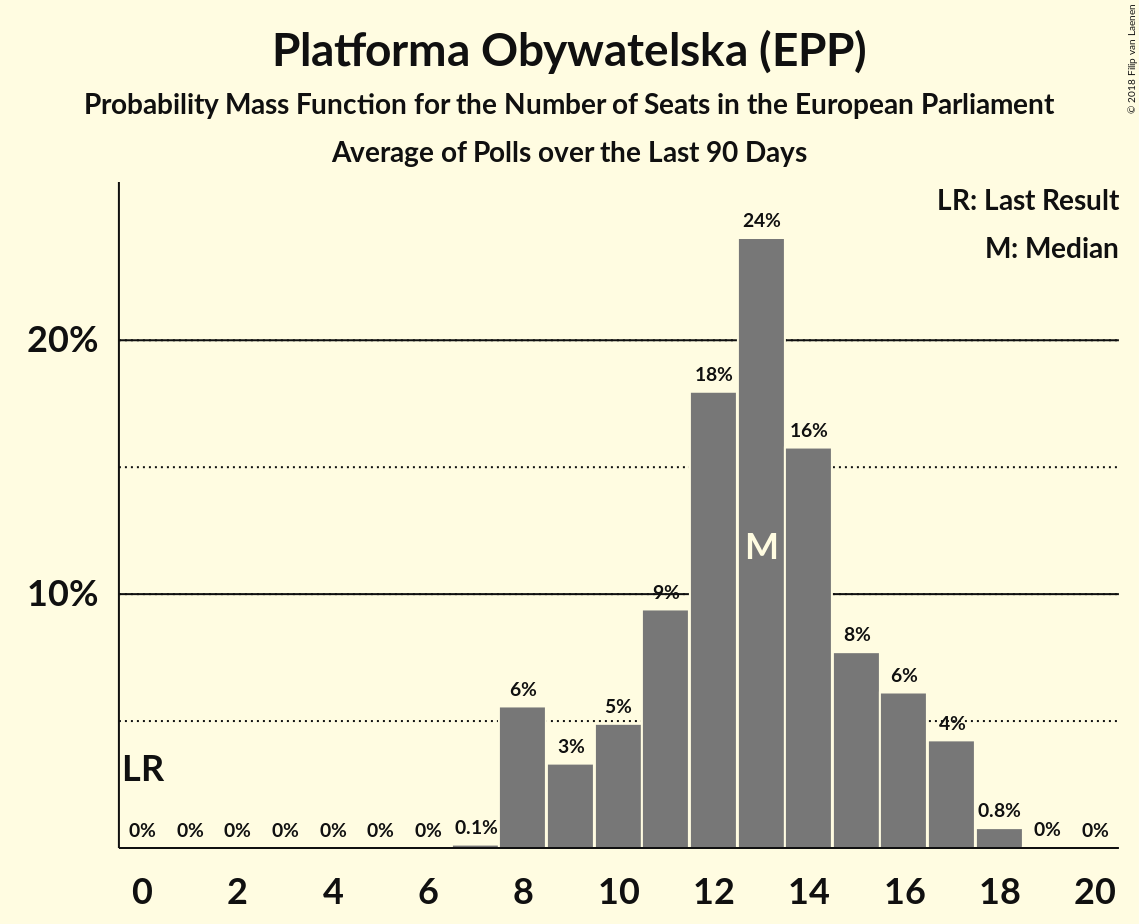 Platforma Obywatelska (EPP)
Probability Mass Function for the Number of Seats in the European Parliament
Average of Polls over the Last 90 Days
© 2018 Filip van Laenen
LR: Last Result
M: Median
24%
20%
18%
16%
M
10%
9%
8%
6%
6%
5%
4%
3%
LR
0% 0% 0% 0% 0% 0% 0% 0.1% 0.8% 0% 0%
0 2 4 6 8 10 12 14 16 18 20